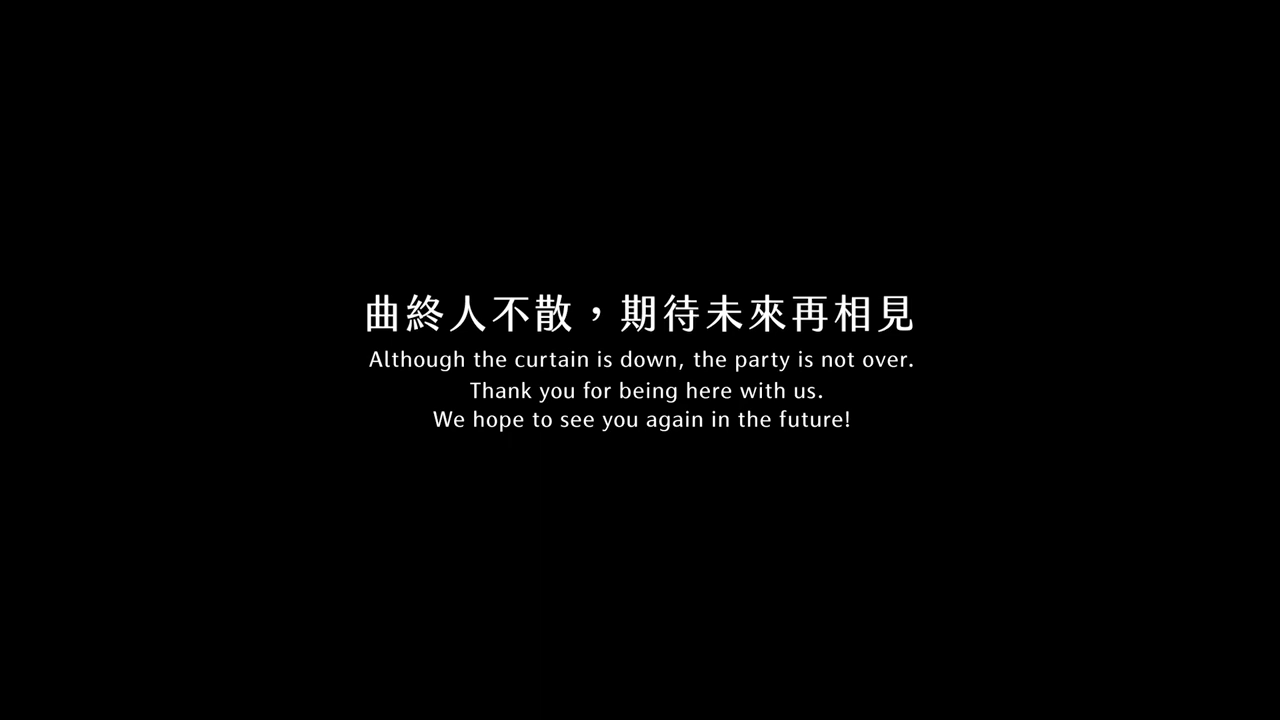 曲終人不散，期待未來再相見
Although the curtain is down, the party is not over.
Thank you for being here with us.
We hope to see you again in the future!